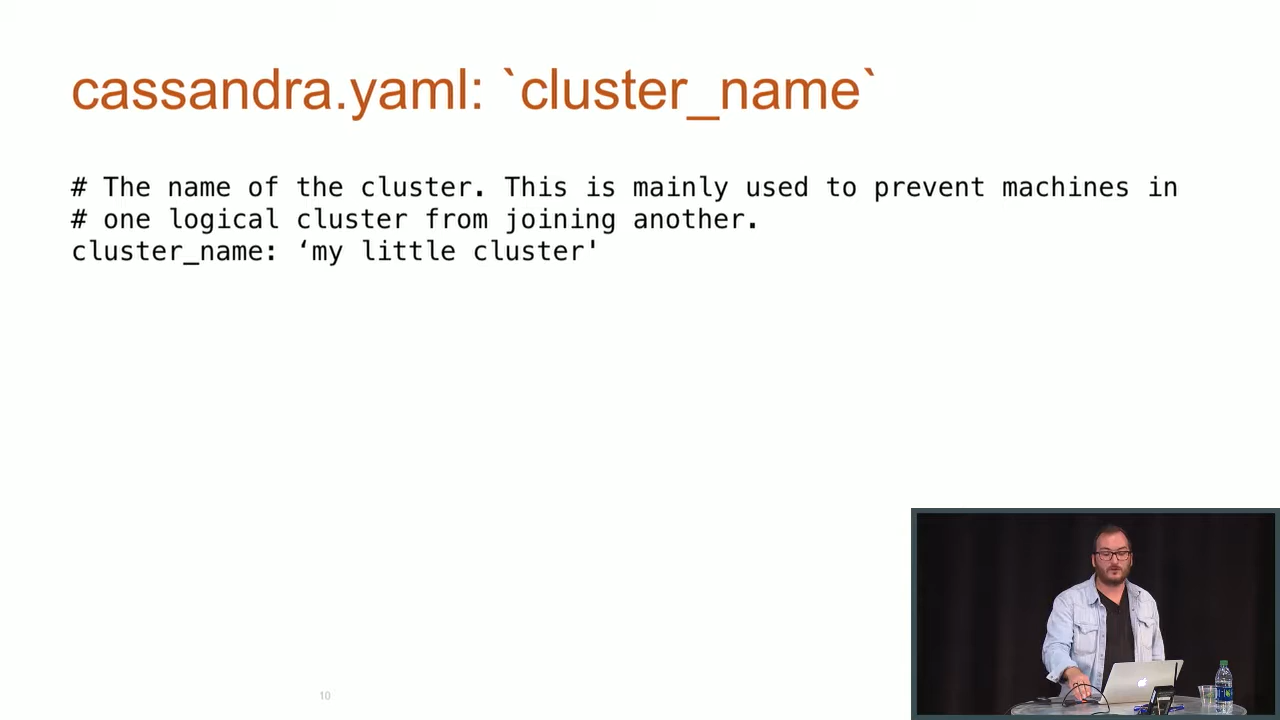 cassandra.yaml: `cluster_name`
# The name of the cluster. This is mainly used to prevent machines in
# one logical cluster from joining another.
cluster_name: ‘my little cluster'
10